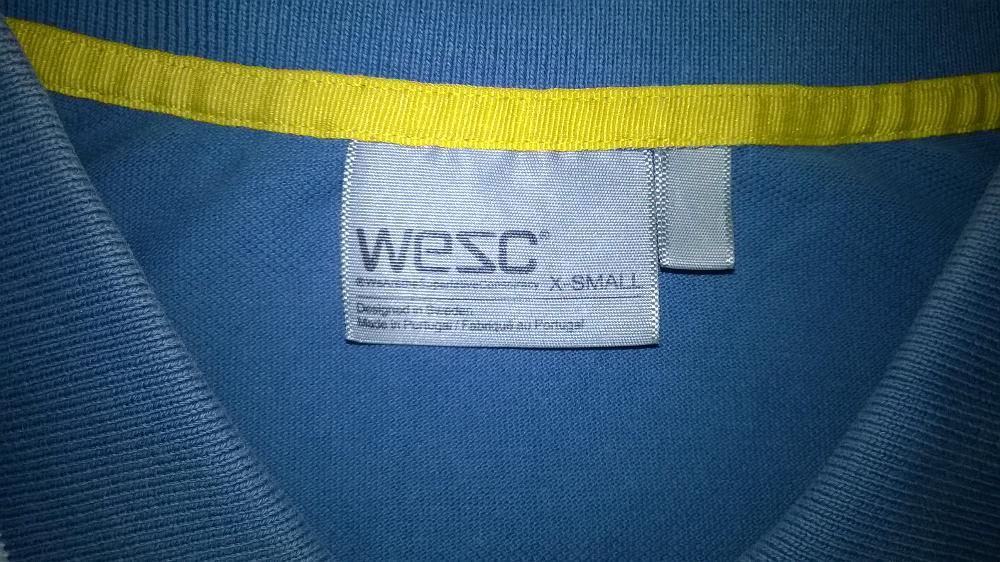 wesc®
X-SMALL
Designed in Sweden
Made in Portugal / Fabriqué au Portugal